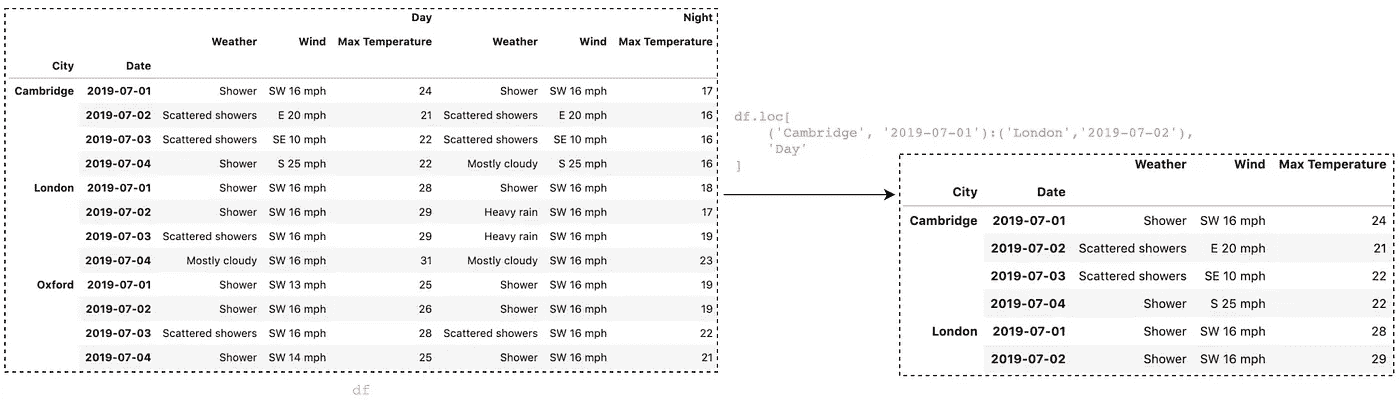 Day Night
Weather Wind Max Temperature Weather Wind Max Temperature
City Date
Cambridge 2019-07-01 Shower SW 16 mph 24 Shower SW 16 mph 17
2019-07-02 Scattered showers E 20 mph 21 Scattered showers E 20 mph 16
2019-07-03 Scattered showers SE 10 mph 22 Scattered showers SE 10 mph 16
2019-07-04 Shower S 25 mph 22 Mostly cloudy S 25 mph 16
London 2019-07-01 Shower SW 16 mph 28 Shower SW 16 mph 18
2019-07-02 Shower SW 16 mph 29 Heavy rain SW 16 mph 17
2019-07-03 Scattered showers SW 16 mph 29 Heavy rain SW 16 mph 19
2019-07-04 Mostly cloudy SW 16 mph 31 Mostly cloudy SW 16 mph 23
Oxford 2019-07-01 Shower SW 13 mph 25 Shower SW 16 mph 19
2019-07-02 Shower SW 16 mph 26 Shower SW 16 mph 19
2019-07-03 Scattered showers SW 16 mph 28 Scattered showers SW 16 mph 22
2019-07-04 Shower SW 14 mph 25 Shower SW 16 mph 21
df
df.loc[
('Cambridge', '2019-07-01'):('London','2019-07-02'),
'Day'
]
Weather Wind Max Temperature
City Date
Cambridge 2019-07-01 Shower SW 16 mph 24
2019-07-02 Scattered showers E 20 mph 21
2019-07-03 Scattered showers SE 10 mph 22
2019-07-04 Shower S 25 mph 22
London 2019-07-01 Shower SW 16 mph 28
2019-07-02 Shower SW 16 mph 29